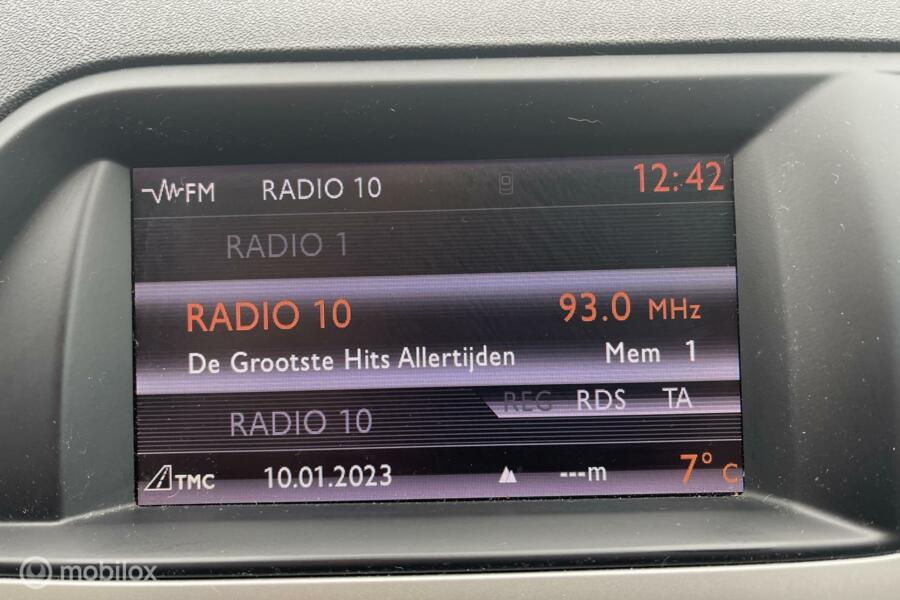 FM RADIO 10 12:42
RADIO 1
RADIO 10 93.0 MHz
De Grootste Hits Allertijden Mem 1
REG RDS TA
RADIO 10
TMC 10.01.2023 ---m 7° C
mobilox